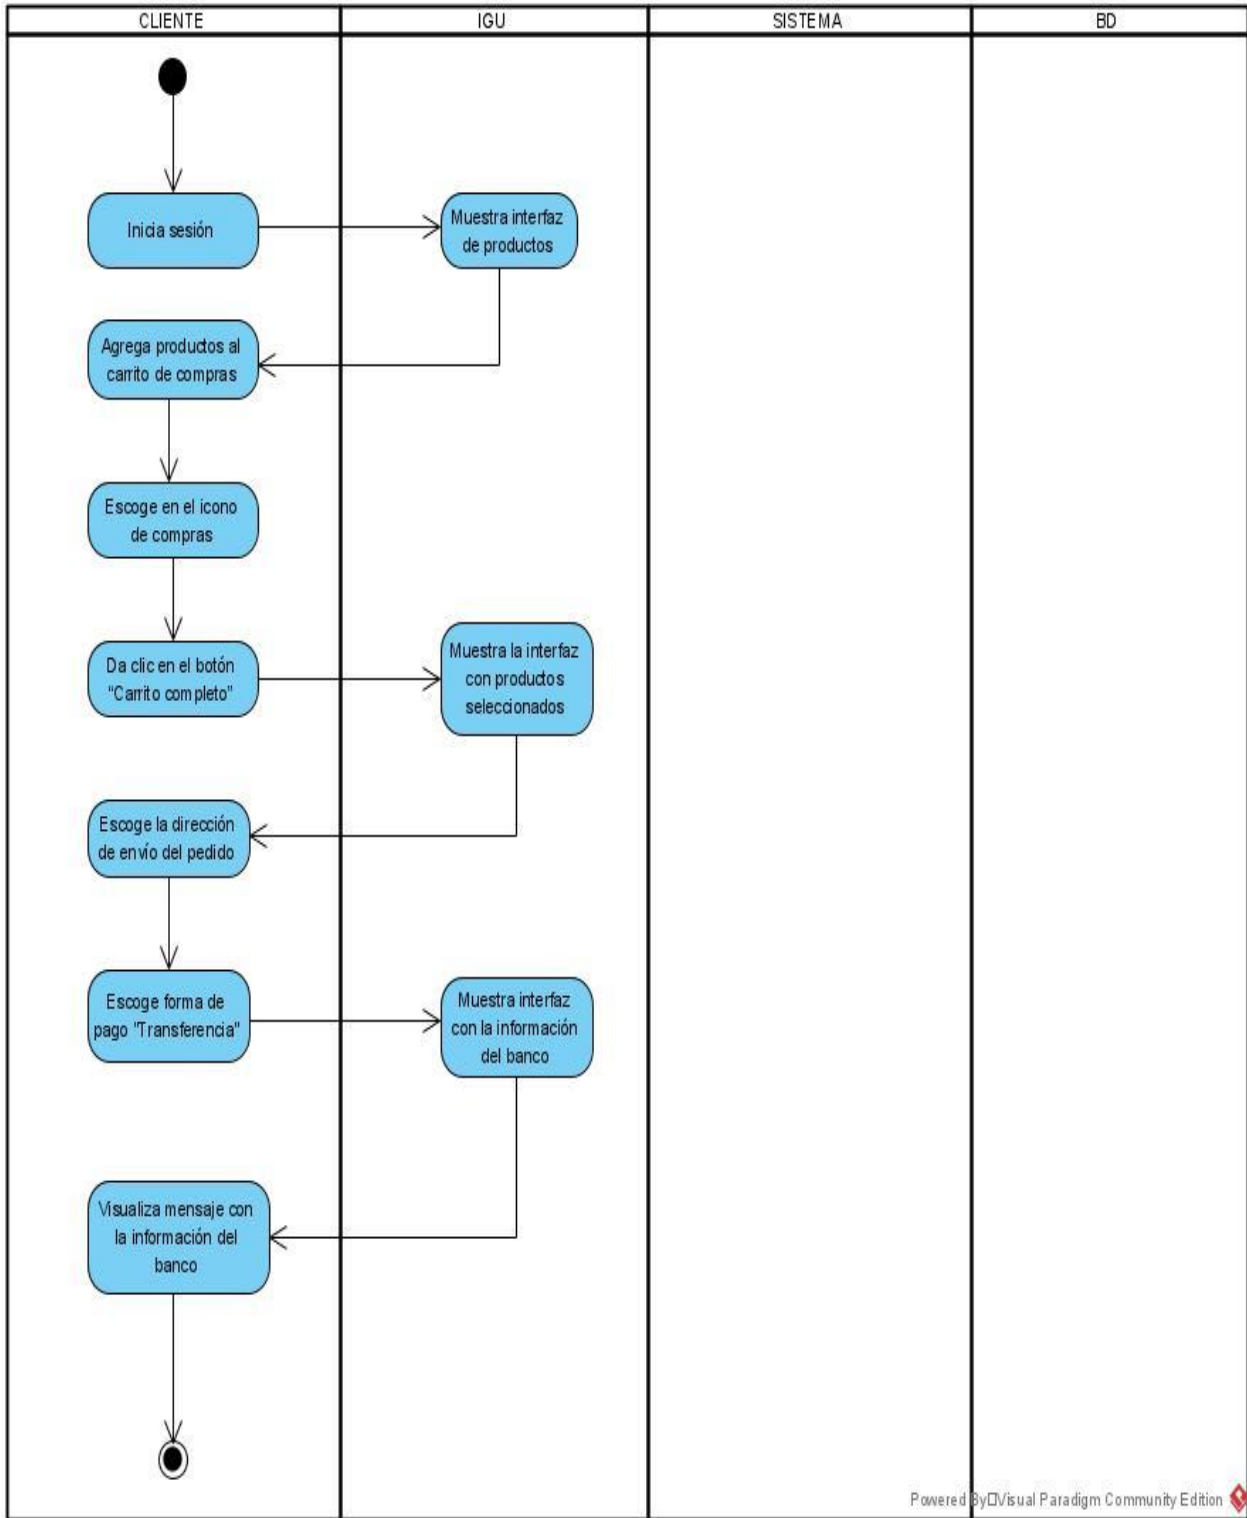 CLIENTE
IGU
SISTEMA
BD
Inicia sesión
Muestra interfaz
de productos
Agrega productos al
carrito de compras
Escoge en el icono
de compras
Da clic en el botón
"Carrito completo"
Muestra la interfaz
con productos
seleccionados
Escoge la dirección
de envío del pedido
Escoge forma de
pago "Transferencia"
Muestra interfaz
con la información
del banco
Visualiza mensaje con
la información del
banco
Powered By□Visual Paradigm Community Edition